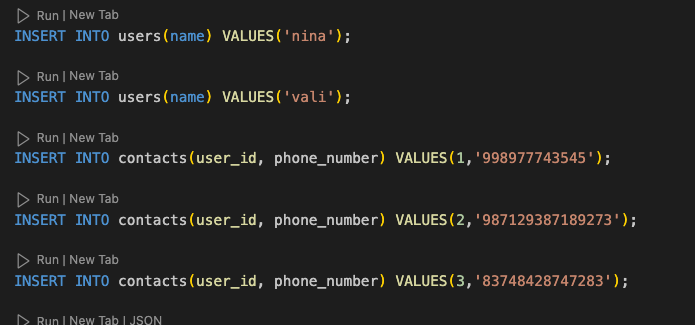 Run | New Tab
INSERT INTO users(name) VALUES('nina');
Run | New Tab
INSERT INTO users(name) VALUES('vali');
Run | New Tab
INSERT INTO contacts(user_id, phone_number) VALUES(1,'998977743545');
Run | New Tab
INSERT INTO contacts(user_id, phone_number) VALUES(2,'987129387189273');
Run | New Tab
INSERT INTO contacts(user_id, phone_number) VALUES(3,'83748428747283');
Run | New Tab | JSON